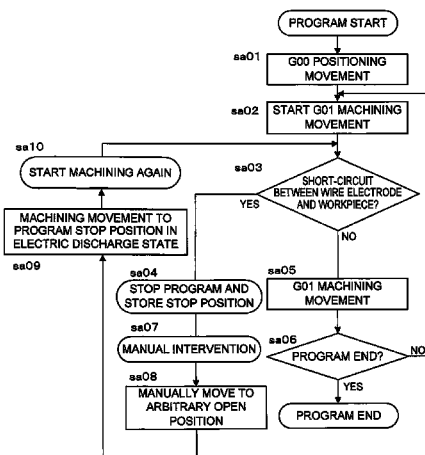 PROGRAM START
sa01
G00 POSITIONING
MOVEMENT
sa02
START G01 MACHINING
MOVEMENT
sa10
START MACHINING AGAIN
sa03
SHORT-CIRCUIT
BETWEEN WIRE ELECTRODE
AND WORKPIECE?
YES
NO
MACHINING MOVEMENT TO
PROGRAM STOP POSITION IN
ELECTRIC DISCHARGE STATE
sa09
sa04
STOP PROGRAM AND
STORE STOP POSITION
sa05
G01 MACHINING
MOVEMENT
sa07
MANUAL INTERVENTION
sa06
PROGRAM END?
NO
YES
sa08
MANUALLY MOVE TO
ARBITRARY OPEN
POSITION
PROGRAM END